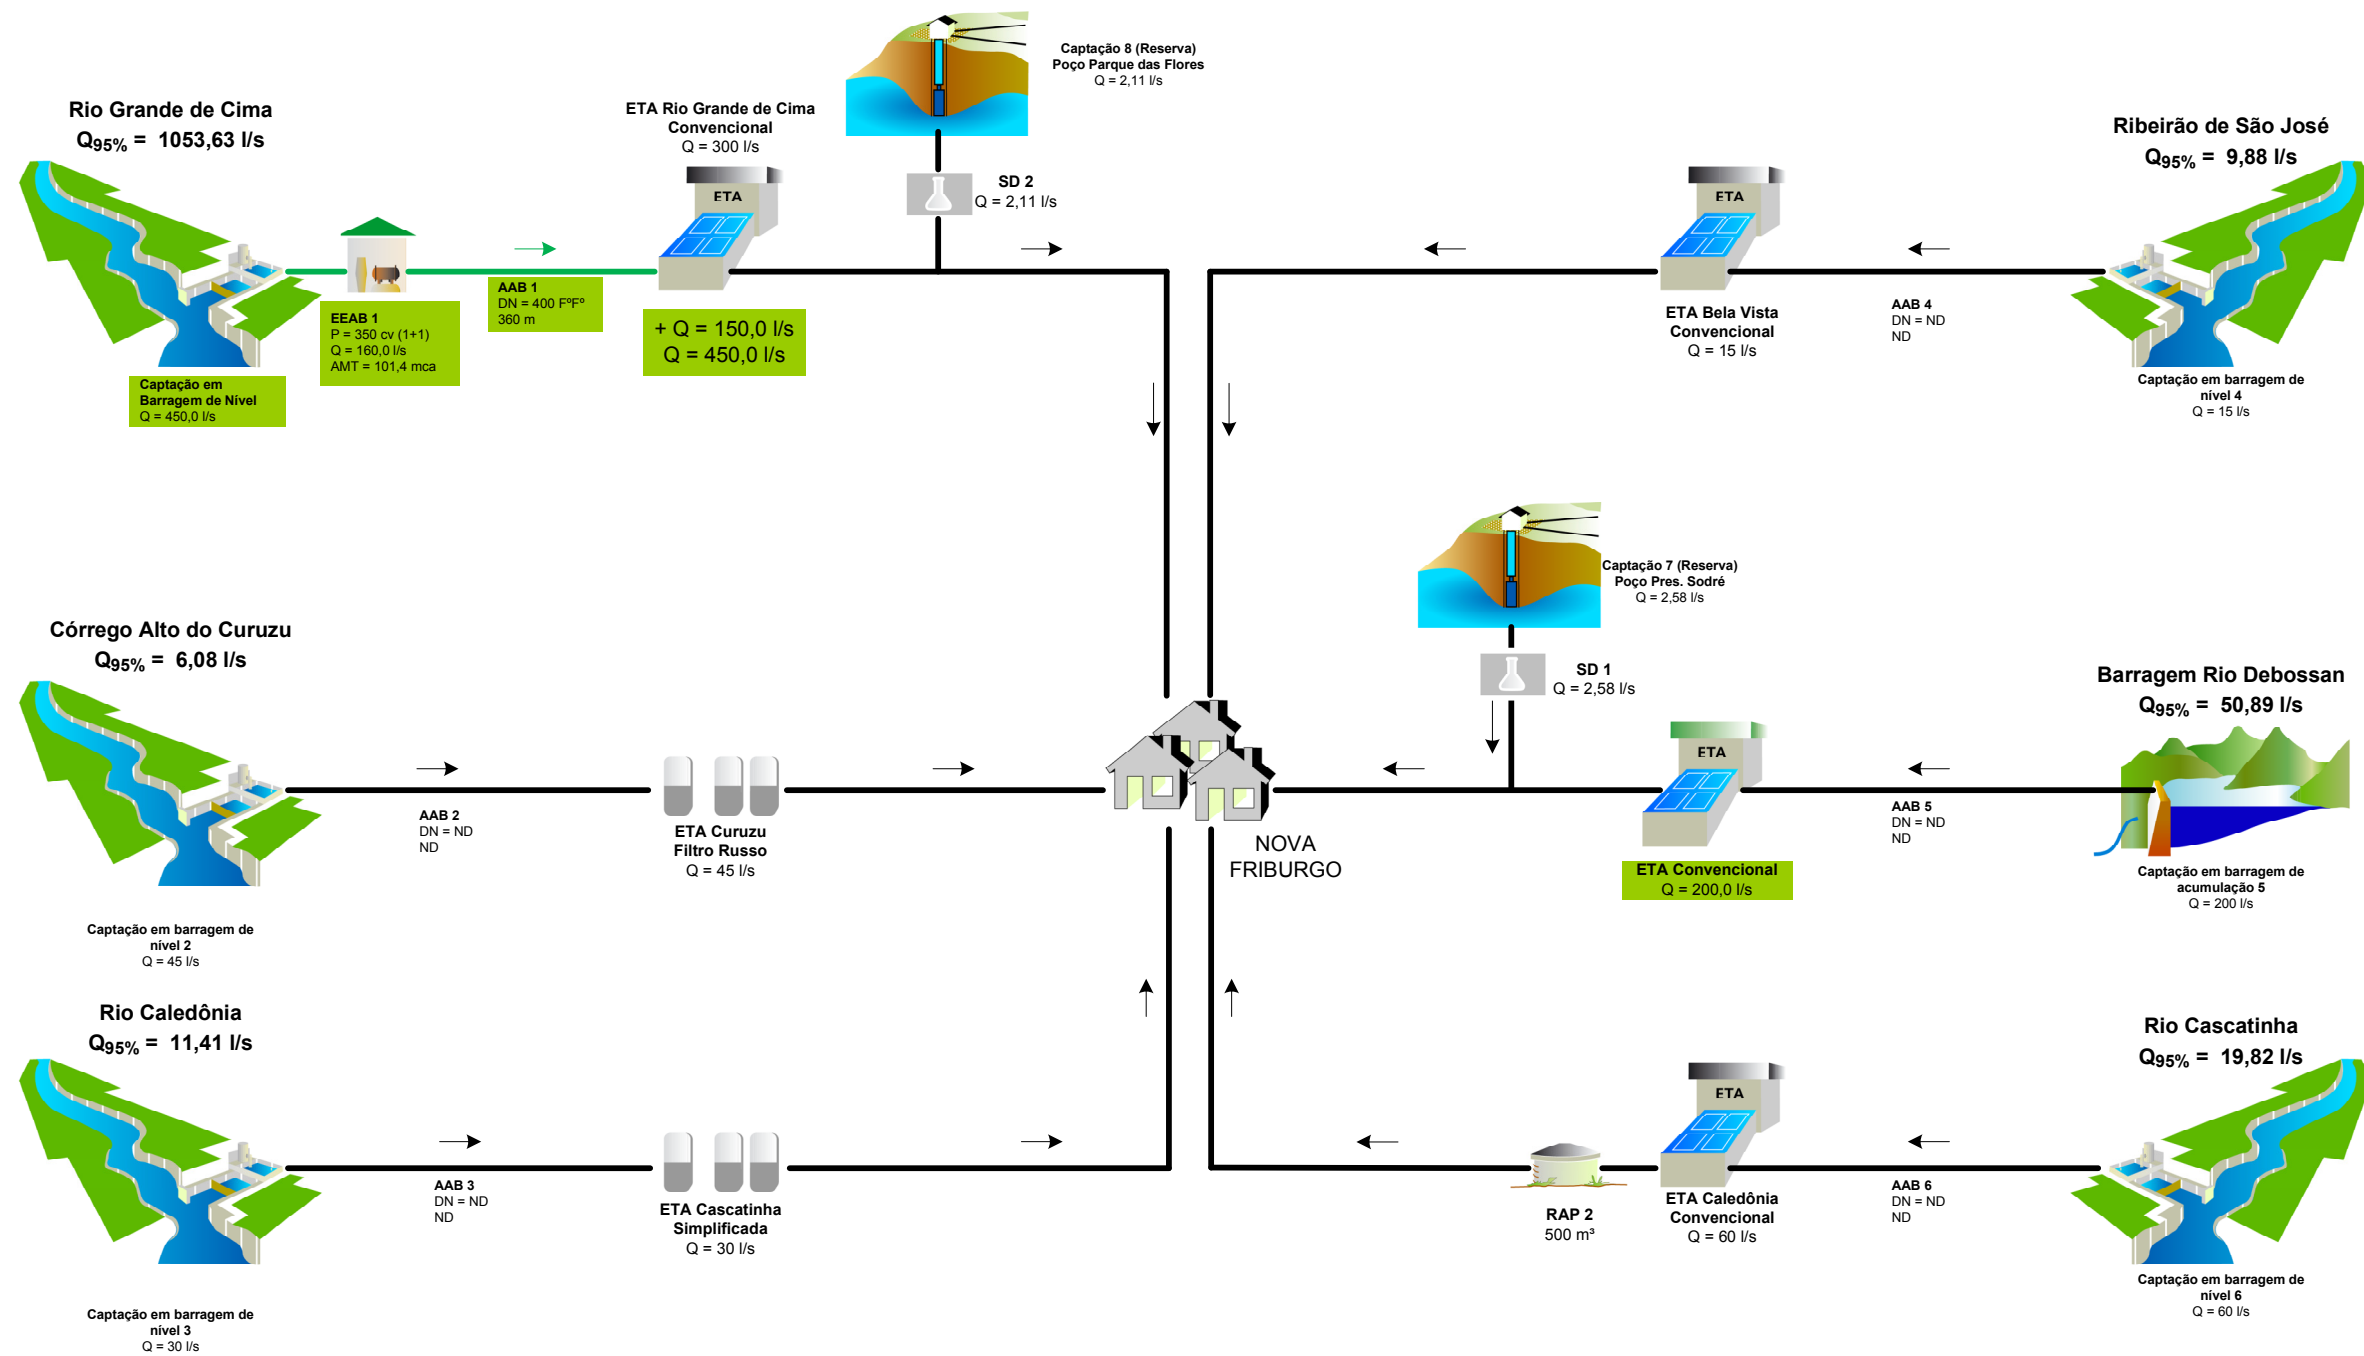 Captação 8 (Reserva)
Poço Parque das Flores
Q = 2,11 l/s
Rio Grande de Cima
Q95% = 1053,63 l/s
ETA Rio Grande de Cima
Convencional
Q = 300 l/s
ETA
SD 2
Q = 2,11 l/s
EEAB 1
P = 350 cv (1+1)
Q = 160,0 l/s
AMT = 101,4 mca
AAB 1
DN = 400 FºFº
360 m
+ Q = 150,0 l/s
Q = 450,0 l/s
Captação em
Barragem de Nível
Q = 450,0 l/s
Ribeirão de São José
Q95% = 9,88 l/s
ETA
ETA Bela Vista
Convencional
Q = 15 l/s
AAB 4
DN = ND
ND
Captação em barragem de
nível 4
Q = 15 l/s
Captação 7 (Reserva)
Poço Pres. Sodré
Q = 2,58 l/s
SD 1
Q = 2,58 l/s
Córrego Alto do Curuzu
Q95% = 6,08 l/s
AAB 2
DN = ND
ND
ETA Curuzu
Filtro Russo
Q = 45 l/s
Captação em barragem de
nível 2
Q = 45 l/s
NOVA
FRIBURGO
Barragem Rio Debossan
Q95% = 50,89 l/s
ETA
ETA Convencional
Q = 200,0 l/s
AAB 5
DN = ND
ND
Captação em barragem de
acumulação 5
Q = 200 l/s
Rio Caledônia
Q95% = 11,41 l/s
AAB 3
DN = ND
ND
ETA Cascatinha
Simplificada
Q = 30 l/s
Captação em barragem de
nível 3
Q = 30 l/s
Rio Cascatinha
Q95% = 19,82 l/s
ETA
RAP 2
500 m³
ETA Caledônia
Convencional
Q = 60 l/s
AAB 6
DN = ND
ND
Captação em barragem de
nível 6
Q = 60 l/s